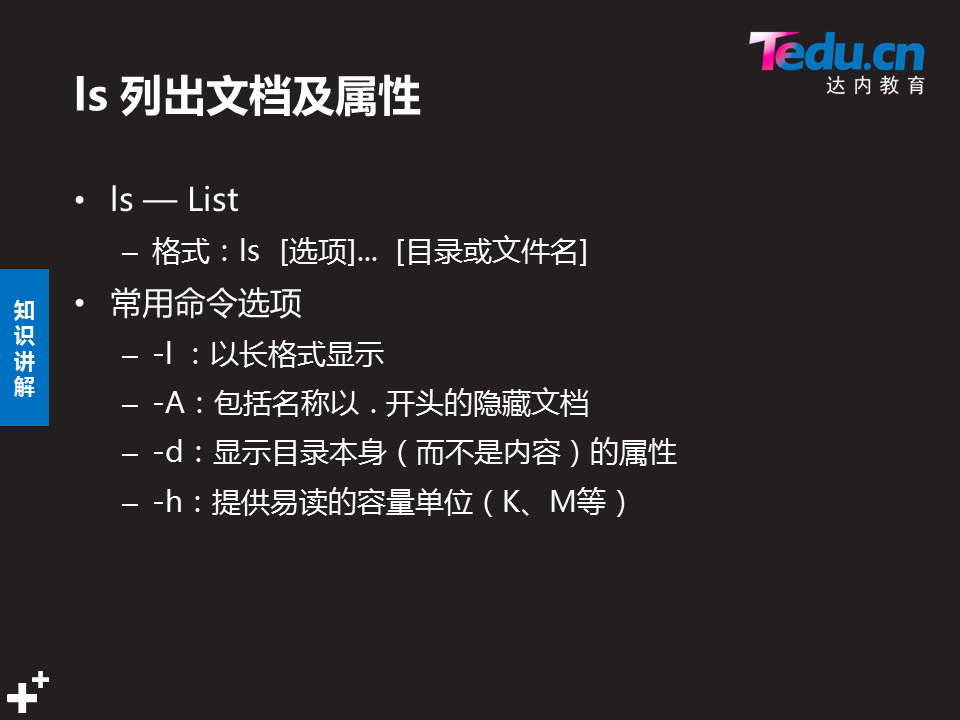 Tedu.cn
达内教育
ls 列出文档及属性
• ls — List
– 格式：ls [选项]... [目录或文件名]
• 常用命令选项
– -l ：以长格式显示
– -A：包括名称以 . 开头的隐藏文档
– -d：显示目录本身（而不是内容）的属性
– -h：提供易读的容量单位（K、M等）
知识讲解